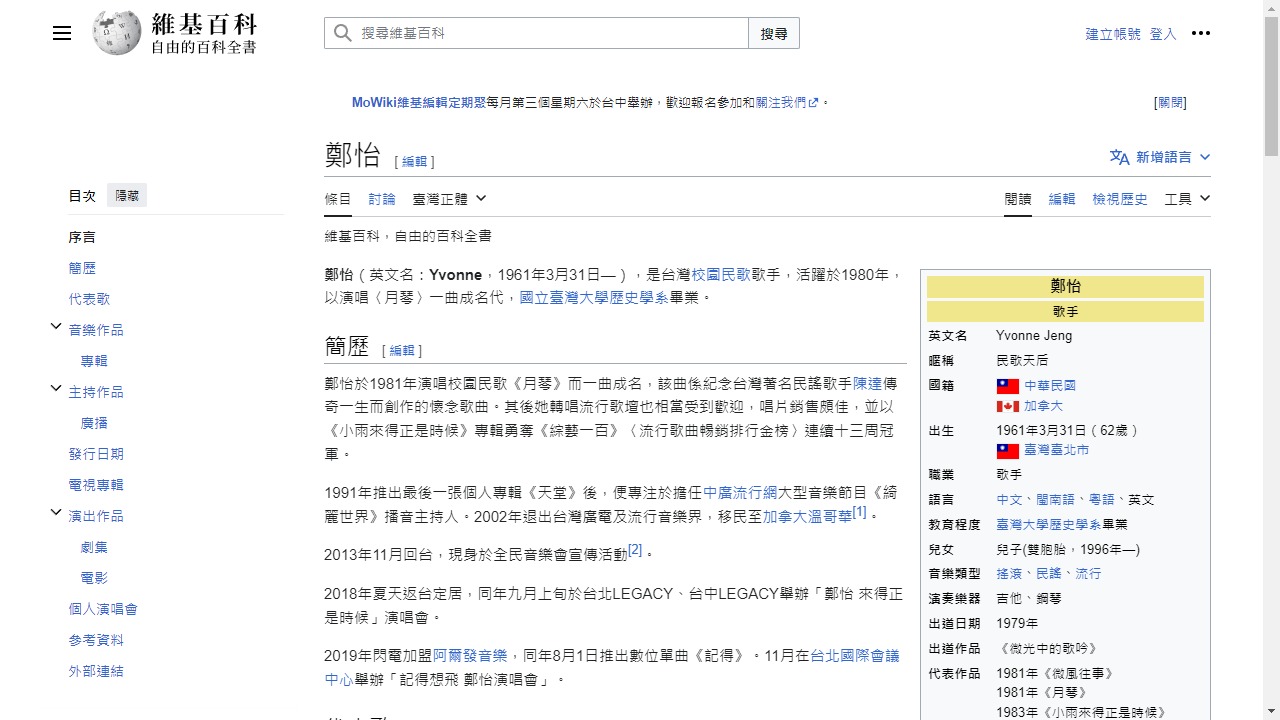 維基百科
自由的百科全書
搜尋維基百科
搜尋
建立帳號 登入
MoWiki維基編輯定期聚每月第三個星期六於台中舉辦，歡迎報名參加和關注我們。
[關閉]
鄭怡 [ 編輯 ]
新增語言
目次 隱藏
序言
簡歷
代表歌
音樂作品
專輯
主持作品
廣播
發行日期
電視專輯
演出作品
劇集
電影
個人演唱會
參考資料
外部連結
條目 討論 臺灣正體
閱讀 編輯 檢視歷史 工具
維基百科，自由的百科全書
鄭怡（英文名：Yvonne，1961年3月31日—），是台灣校園民歌歌手，活躍於1980年，
以演唱〈月琴〉一曲成名代，國立臺灣大學歷史學系畢業。
簡歷 [ 編輯 ]
鄭怡於1981年演唱校園民歌《月琴》而一曲成名，該曲係紀念台灣著名民謠歌手陳達傳
奇一生而創作的懷念歌曲。其後她轉唱流行歌壇也相當受到歡迎，唱片銷售頗佳，並以
《小雨來得正是時候》專輯勇奪《綜藝一百》〈流行歌曲暢銷排行金榜〉連續十三周冠
軍。
1991年推出最後一張個人專輯《天堂》後，便專注於擔任中廣流行網大型音樂節目《綺
麗世界》播音主持人。2002年退出台灣廣電及流行音樂界，移民至加拿大溫哥華[1]。
2013年11月回台，現身於全民音樂會宣傳活動[2]。
2018年夏天返台定居，同年九月上旬於台北LEGACY、台中LEGACY舉辦「鄭怡 來得正
是時候」演唱會。
2019年閃電加盟阿爾發音樂，同年8月1日推出數位單曲《記得》。11月在台北國際會議
中心舉辦「記得想飛 鄭怡演唱會」。
鄭怡
歌手
英文名 Yvonne Jeng
暱稱 民歌天后
國籍 中華民國
加拿大
出生 1961年3月31日（62歲）
臺灣臺北市
職業 歌手
語言 中文、閩南語、粵語、英文
教育程度 臺灣大學歷史學系畢業
兒女 兒子(雙胞胎，1996年—)
音樂類型 搖滾、民謠、流行
演奏樂器 吉他、鋼琴
出道日期 1979年
出道作品 《微光中的歌吟》
代表作品 1981年《微風往事》
1981年《月琴》
1983年《小雨來得正是時候》